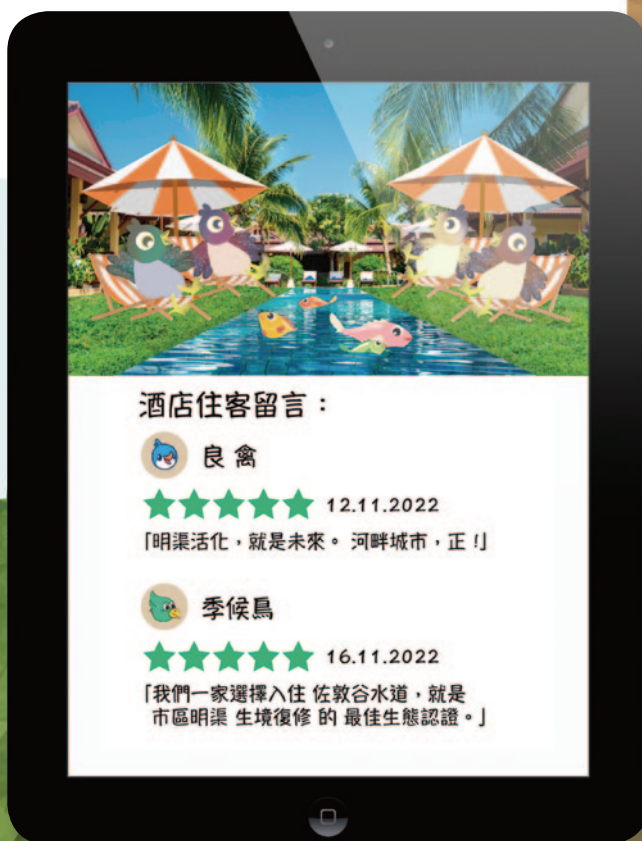 酒店住客留言：
良禽
12.11.2022
「明渠活化，就是未來。 河畔城市，正！」
季候鳥
16.11.2022
「我們一家選擇入住 佐敦谷水道，就是
市區明渠 生境復修 的 最佳生態認證。」